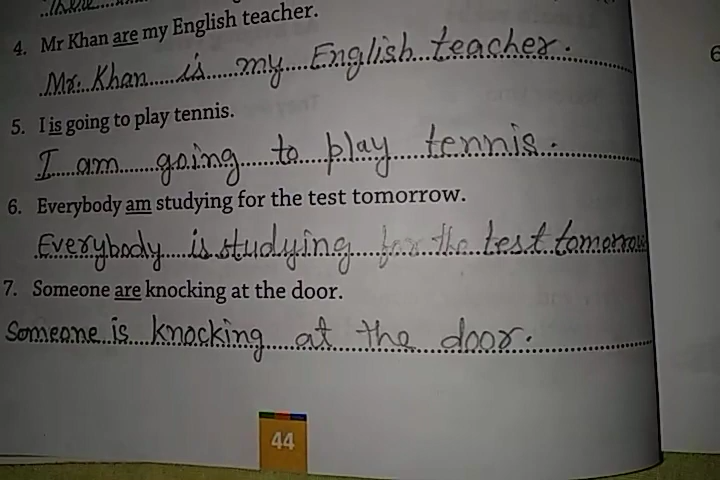 4. Mr Khan are my English teacher.
Mr. Khan is my English teacher.
5. I is going to play tennis.
I am going to play tennis.
6. Everybody am studying for the test tomorrow.
Everybody is studying for the test tomorrow
7. Someone are knocking at the door.
Someone is knocking at the door.
44
6